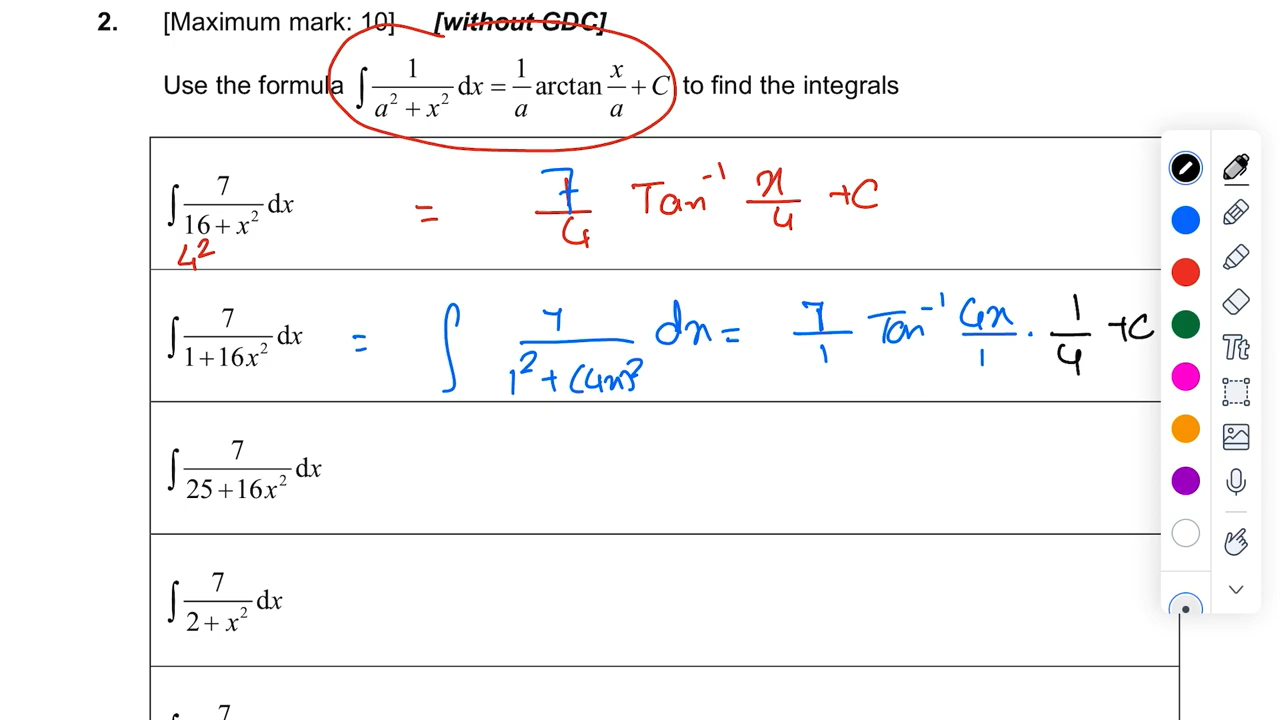 2. [Maximum mark: 10] [without GDC]
Use the formula ∫ 1/(a² + x²) dx = 1/a arctan x/a + C to find the integrals
∫ 7/(16 + x²) dx = 7/4 Tan⁻¹ x/4 + C
4²
∫ 7/(1 + 16x²) dx = ∫ 7/(1² + (4x)²) dx = 7/1 Tan⁻¹ 4x/1 · 1/4 + C
∫ 7/(25 + 16x²) dx
∫ 7/(2 + x²) dx
7
Tt